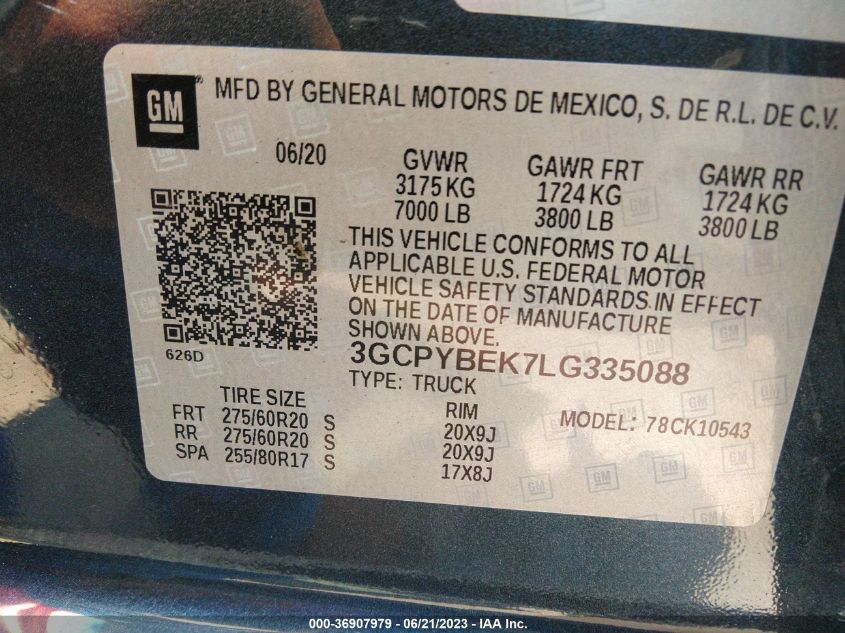 GM
MFD BY GENERAL MOTORS DE MEXICO, S. DE R.L. DE C.V.
06/20
GVWR
3175 KG
7000 LB
GAWR FRT
1724 KG
3800 LB
GAWR RR
1724 KG
3800 LB
THIS VEHICLE CONFORMS TO ALL
APPLICABLE U.S. FEDERAL MOTOR
VEHICLE SAFETY STANDARDS.IN EFFECT
ON THE DATE OF MANUFACTURE
SHOWN ABOVE.
626D
3GCPYBEK7LG335088
TYPE: TRUCK
TIRE SIZE
RIM
MODEL: 78CK10543
FRT 275/60R20 S 20X9J
RR 275/60R20 S 20X9J
SPA 255/80R17 S 17X8J
000-36907979 - 06/21/2023 - IAAI.com